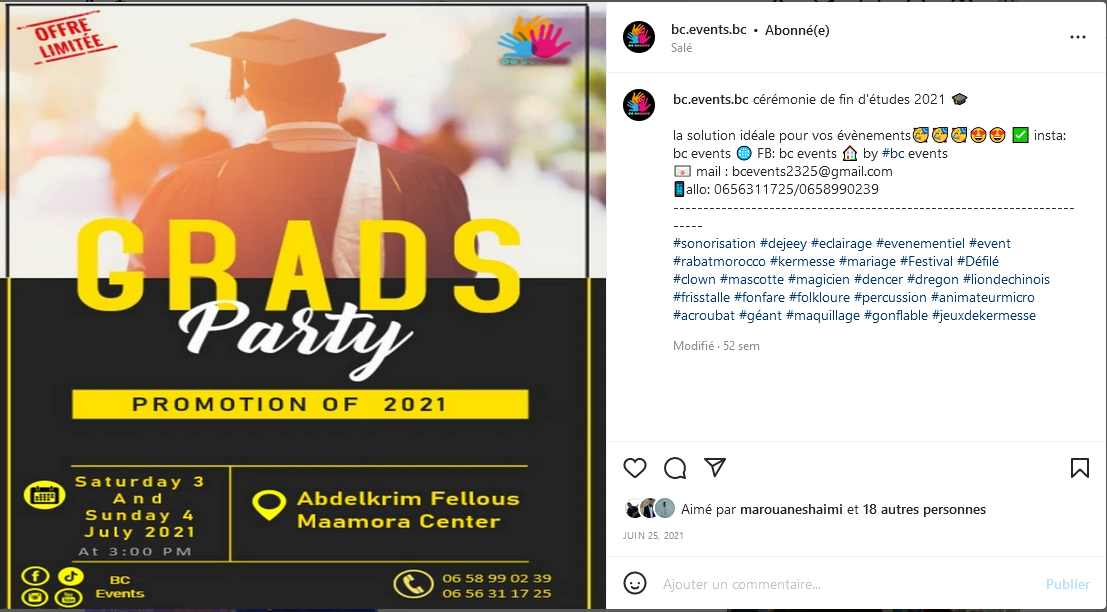 OFFRE
LIMITÉE
GRADS
Party
PROMOTION OF 2021
Saturday 3
And
Sunday 4
July 2021
At 3:00 PM
Abdelkrim Fellous
Maamora Center
BC
Events
06 58 99 02 39
06 56 31 17 25
bc.events.bc • Abonné(e)
Salé
bc.events.bc cérémonie de fin d'études 2021 🎓
la solution idéale pour vos évènements🥳🥳🥳😍😍 ✅ insta:
bc events 🌐 FB: bc events 🏠 by #bc events
📧 mail : bcevents2325@gmail.com
📱allo: 0656311725/0658990239
-------------------------------------------------------------------
-----
#sonorisation #dejeey #eclairage #evenementiel #event
#rabatmorocco #kermesse #mariage #Festival #Défilé
#clown #mascotte #magicien #dencer #dregon #liondechinois
#frisstalle #fonfare #folkloure #percussion #animateurmicro
#acroubat #géant #maquillage #gonflable #jeuxdekermesse
Modifié · 52 sem
Aimé par marouaneshaimi et 18 autres personnes
JUIN 25, 2021
Ajouter un commentaire...
Publier